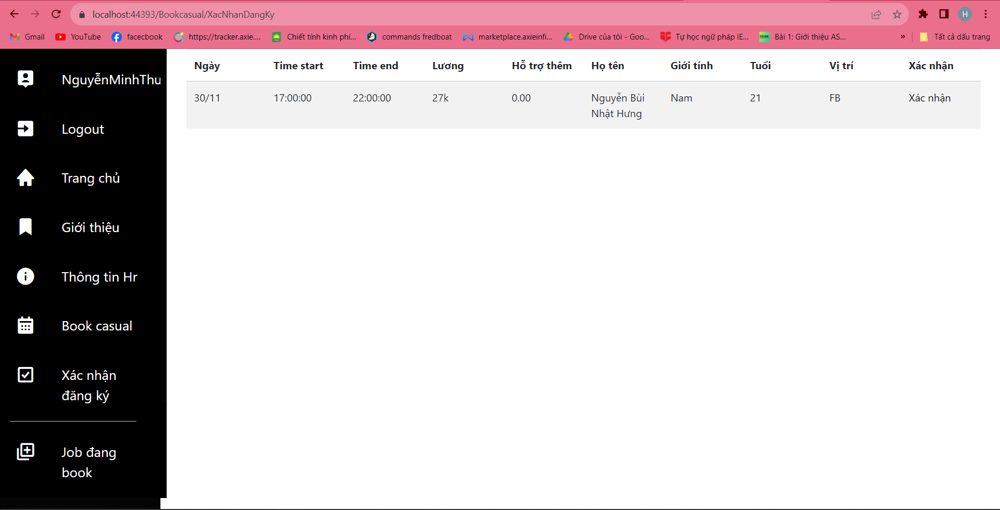 localhost:44393/Bookcasual/XacNhanDangKy
H
Gmail YouTube facecbook https://tracker.axie.... Chiết tính kinh phí... commands fredboat marketplace.axieinfi... Drive của tôi - Goo... Tự học ngữ pháp IE... Bài 1: Giới thiệu AS... » Tất cả dấu trang
NguyễnMinhThu
Logout
Trang chủ
Giới thiệu
Thông tin Hr
Book casual
Xác nhận
đăng ký
Job đang
book
Ngày Time start Time end Lương Hỗ trợ thêm Họ tên Giới tính Tuổi Vị trí Xác nhận
30/11 17:00:00 22:00:00 27k 0.00 Nguyễn Bùi Nam 21 FB Xác nhận
Nhật Hưng